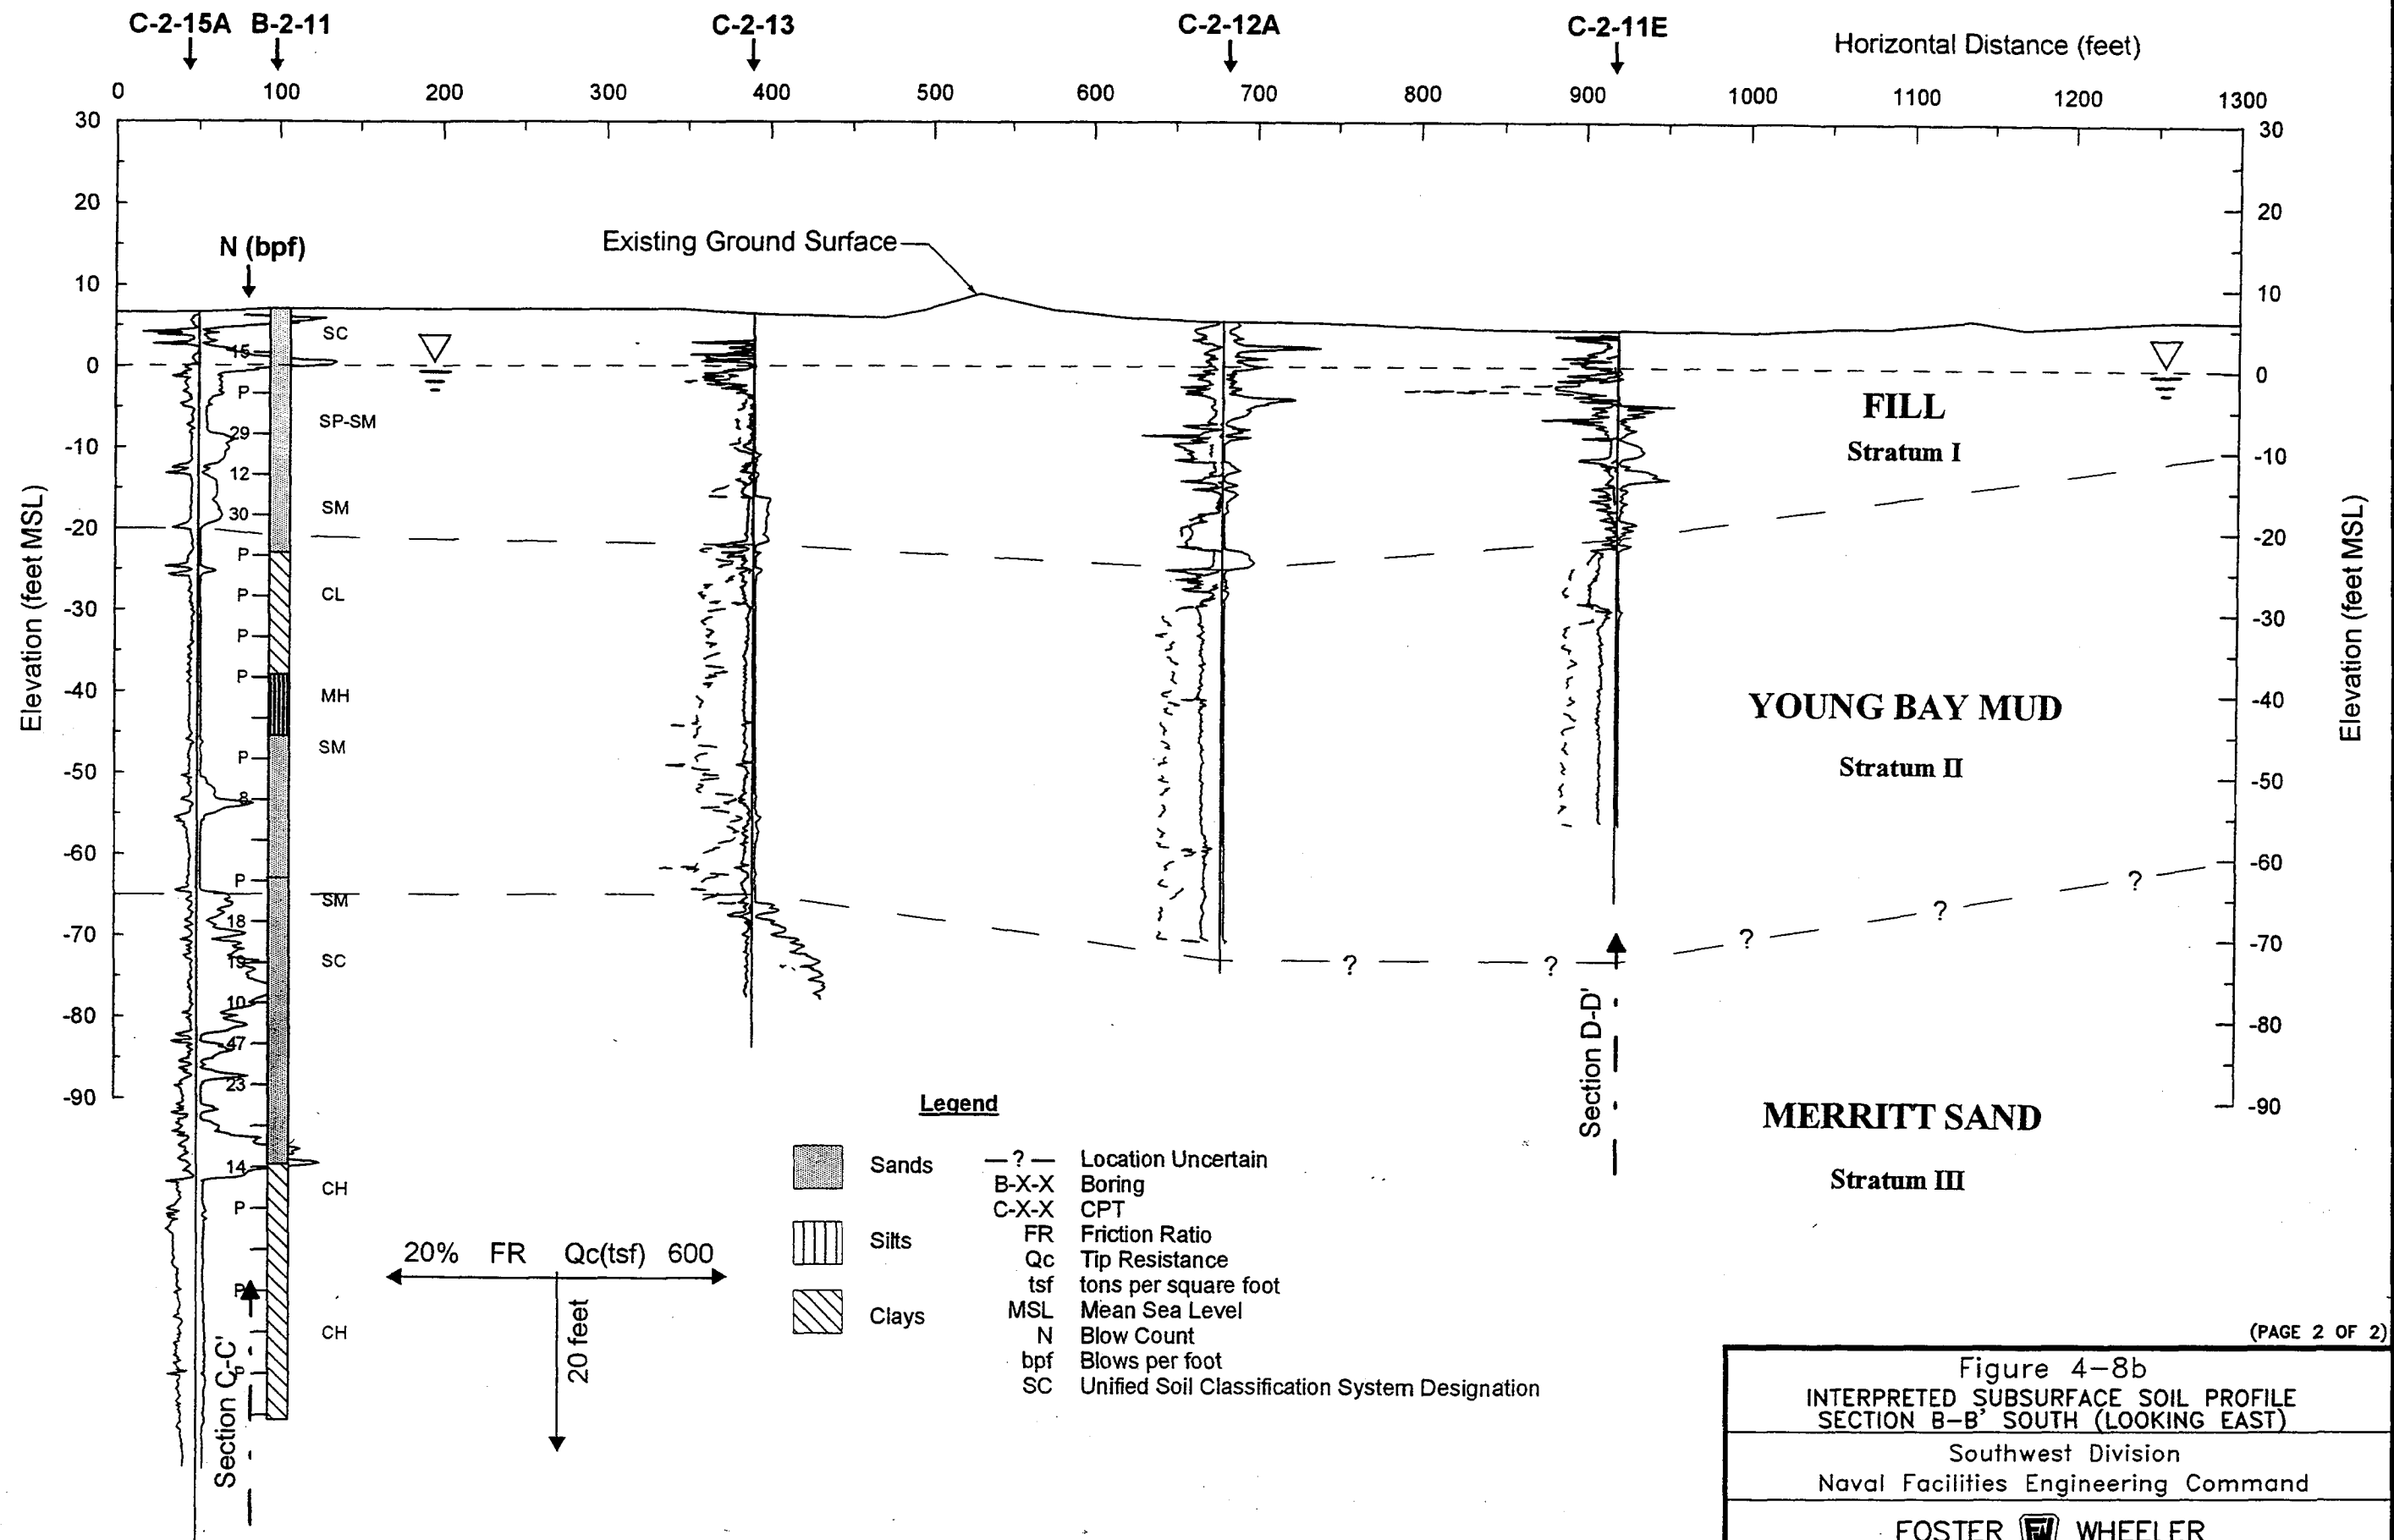 C-2-15A B-2-11 C-2-13 C-2-12A C-2-11E
Horizontal Distance (feet)
0 100 200 300 400 500 600 700 800 900 1000 1100 1200 1300
30 30
20 20
N (bpf)
Existing Ground Surface
10 10
SC
15
0 0
P
FILL
SP-SM
29
Stratum I
-10 -10
12
SM
30
-20 -20
P
CL
P
-30 -30
P
P
MH
-40 -40
YOUNG BAY MUD
SM
P
Stratum II
-50 -50
8
-60 -60
P
?
SM
?
18
-70 -70
?
SC
19
? ?
10
-80 -80
47
23
-90 -90
Elevation (feet MSL)
Elevation (feet MSL)
Section D-D'
MERRITT SAND
Stratum III
14
CH
P
P
CH
P
Section C-C'
20% FR Qc(tsf) 600
20 feet
Legend
Sands
Silts
Clays
—?— Location Uncertain
B-X-X Boring
C-X-X CPT
FR Friction Ratio
Qc Tip Resistance
tsf tons per square foot
MSL Mean Sea Level
N Blow Count
bpf Blows per foot
SC Unified Soil Classification System Designation
(PAGE 2 OF 2)
Figure 4-8b
INTERPRETED SUBSURFACE SOIL PROFILE
SECTION B-B' SOUTH (LOOKING EAST)
Southwest Division
Naval Facilities Engineering Command
FOSTER FW WHEELER